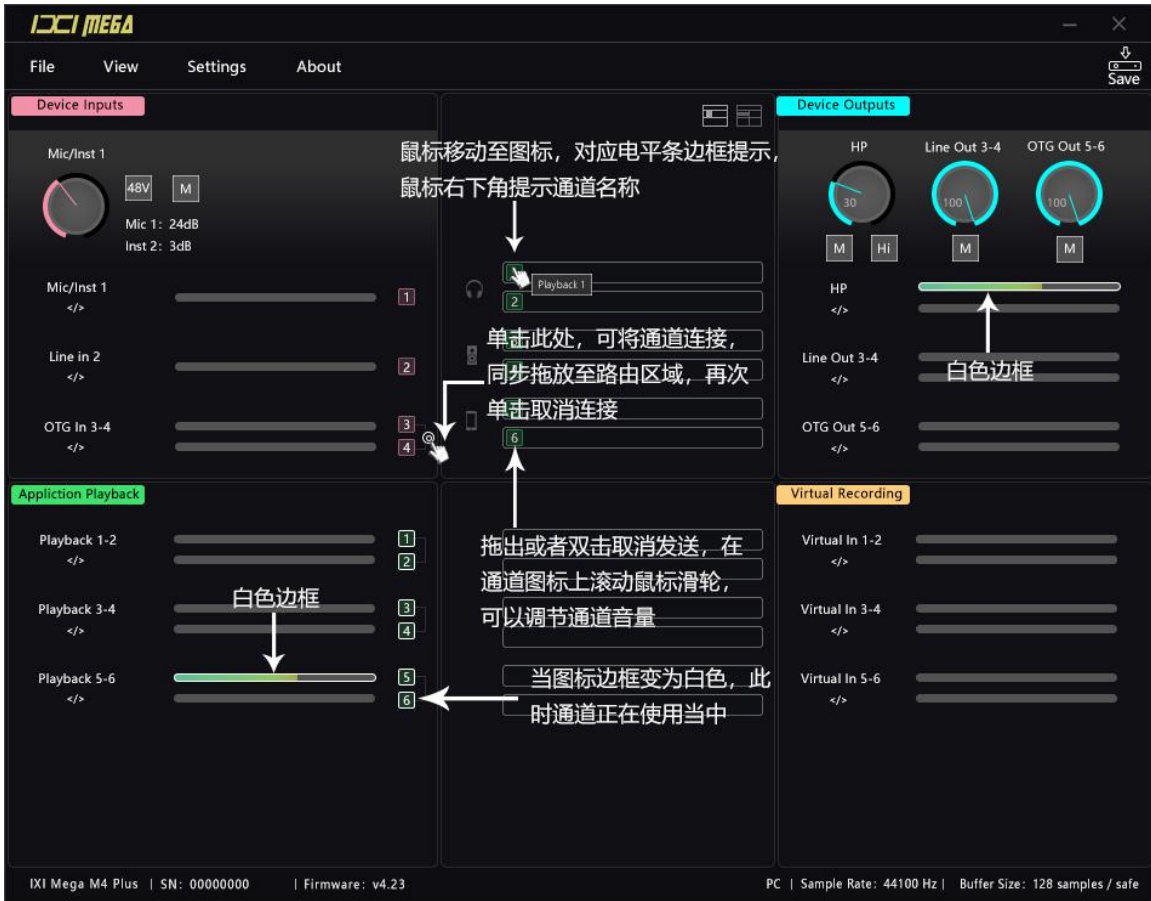 IXI MEGA
File View Settings About
Save
Device Inputs
Mic/Inst 1
48V M
Mic 1: 24dB
Inst 2: 3dB
Mic/Inst 1
</>
1
Line in 2
</>
2
OTG In 3-4
</>
3
4
鼠标移动至图标，对应电平条边框提示，
鼠标右下角提示通道名称
Playback 1
2
单击此处，可将通道连接，
同步拖放至路由区域，再次
单击取消连接
6
Device Outputs
HP Line Out 3-4 OTG Out 5-6
30 100 100
M Hi M M
HP
</>
白色边框
Line Out 3-4
</>
OTG Out 5-6
</>
Appliction Playback
Playback 1-2
</>
1
2
Playback 3-4
</>
3
4
白色边框
Playback 5-6
</>
5
6
拖出或者双击取消发送，在
通道图标上滚动鼠标滑轮，
可以调节通道音量
当图标边框变为白色，此
时通道正在使用当中
Virtual Recording
Virtual In 1-2
</>
Virtual In 3-4
</>
Virtual In 5-6
</>
IXI Mega M4 Plus | SN: 00000000 | Firmware: v4.23
PC | Sample Rate: 44100 Hz | Buffer Size: 128 samples / safe